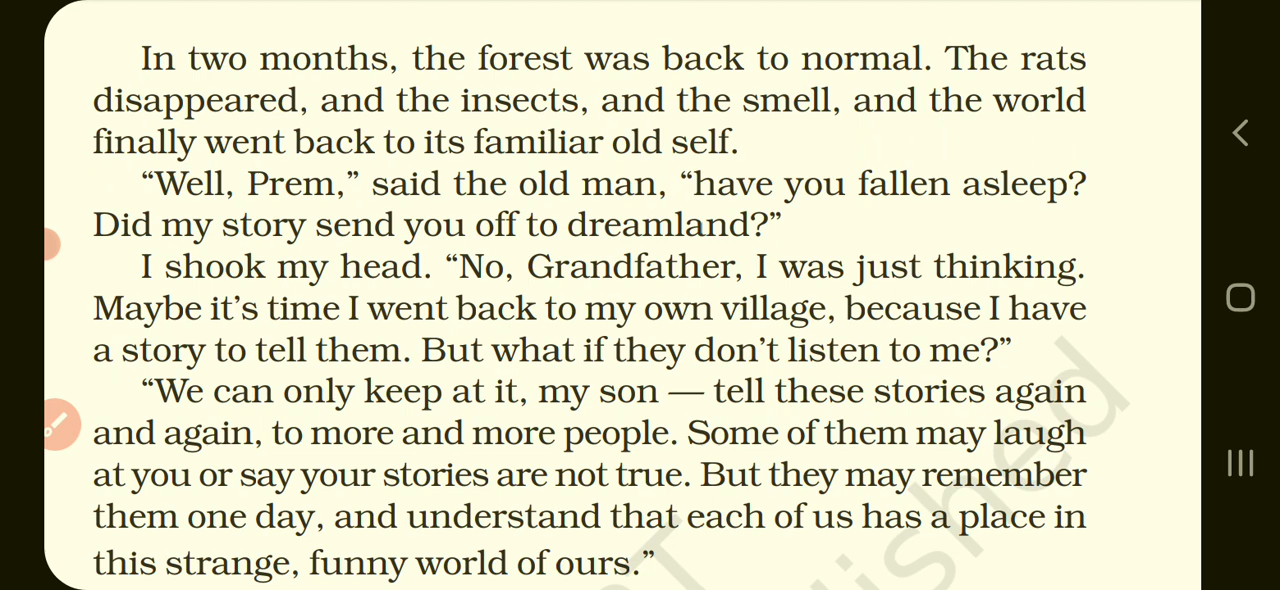 In two months, the forest was back to normal. The rats
disappeared, and the insects, and the smell, and the world
finally went back to its familiar old self.
“Well, Prem,” said the old man, “have you fallen asleep?
Did my story send you off to dreamland?”
I shook my head. “No, Grandfather, I was just thinking.
Maybe it’s time I went back to my own village, because I have
a story to tell them. But what if they don’t listen to me?”
“We can only keep at it, my son — tell these stories again
and again, to more and more people. Some of them may laugh
at you or say your stories are not true. But they may remember
them one day, and understand that each of us has a place in
this strange, funny world of ours.”